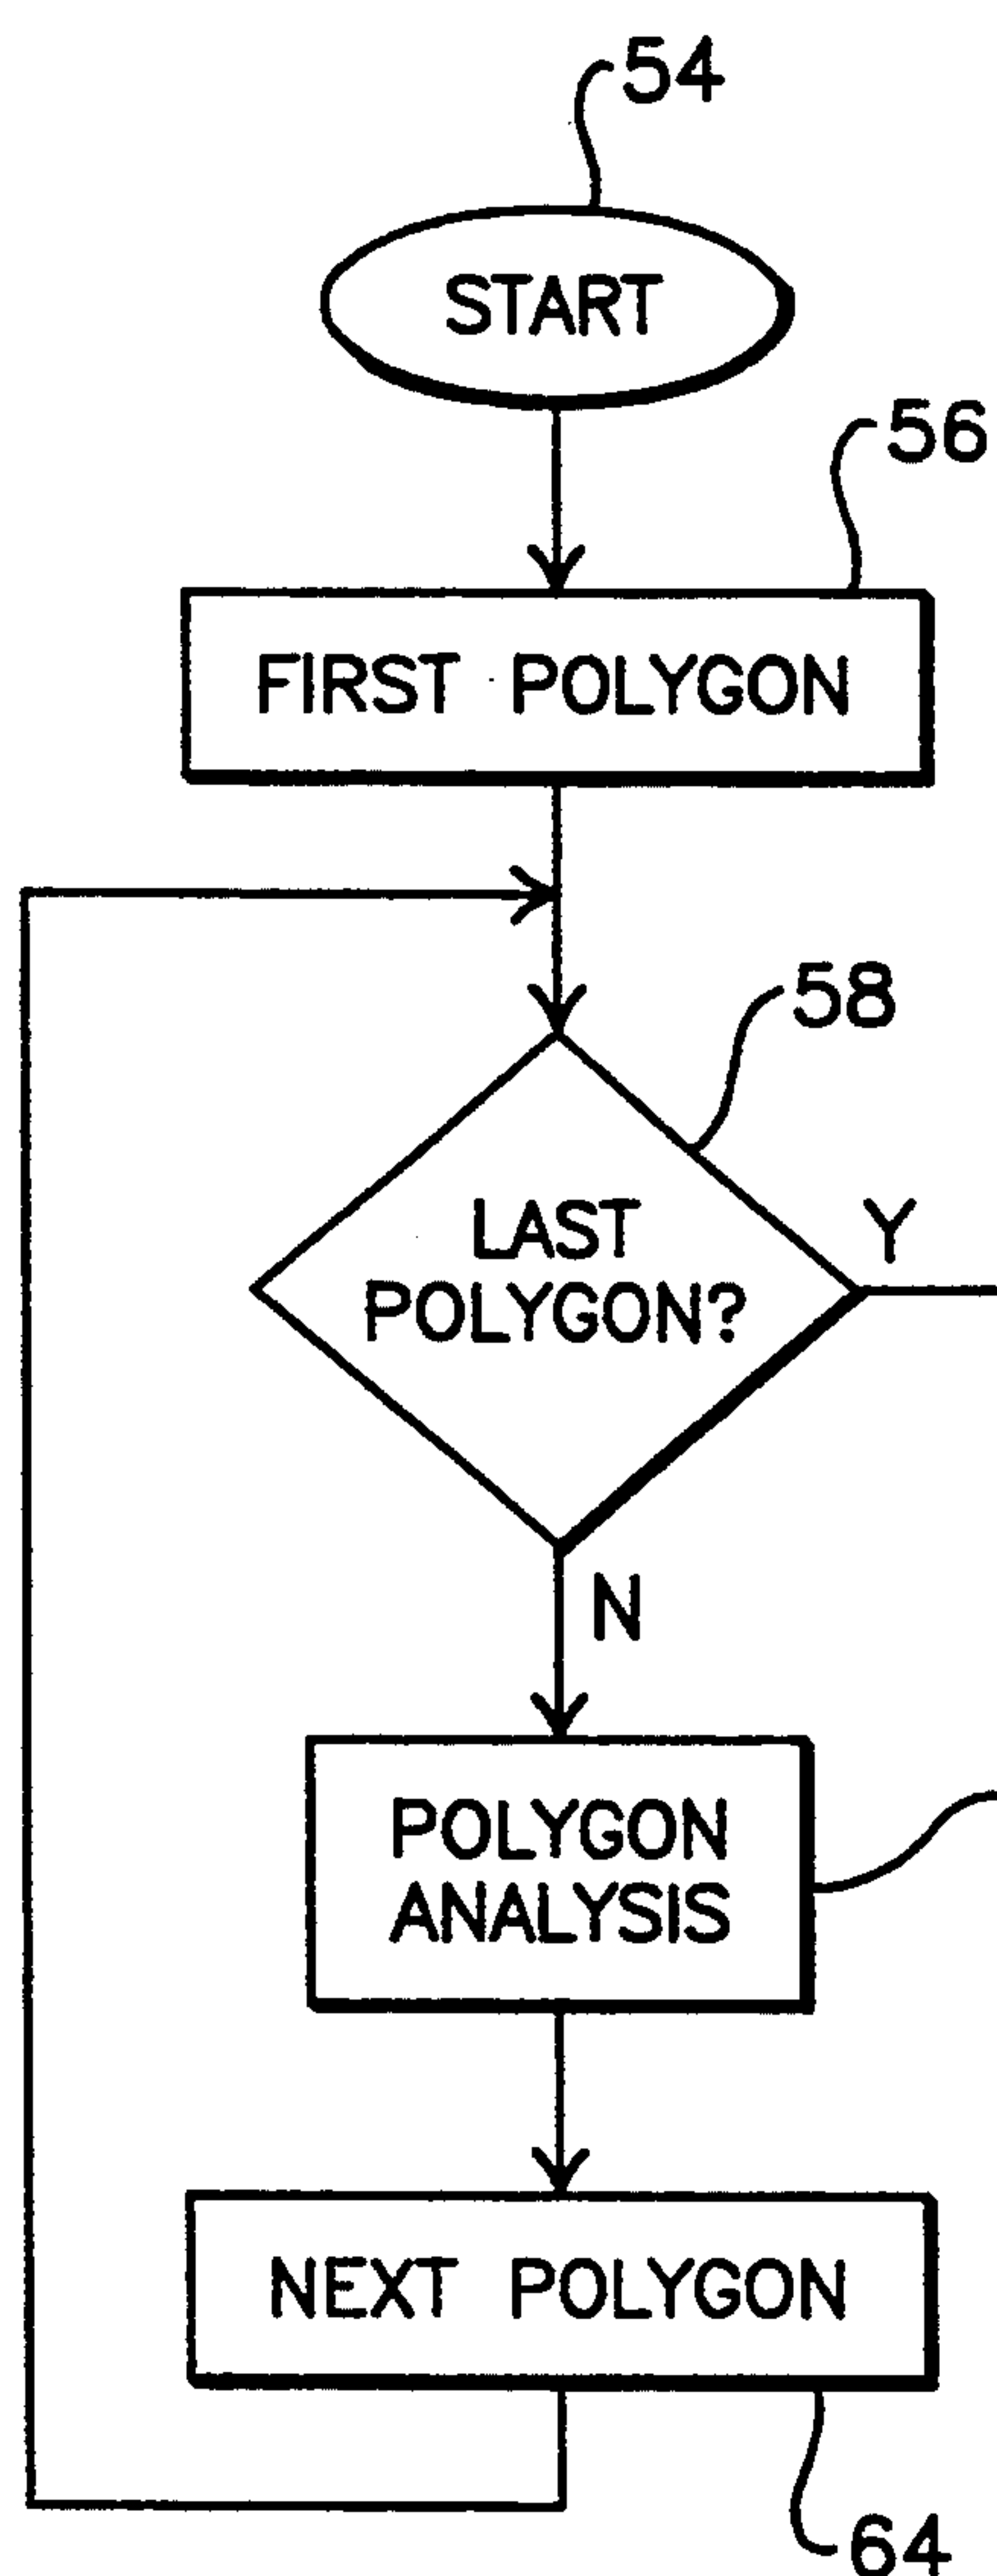 54
START
56
FIRST POLYGON
58
LAST
POLYGON?
Y
N
POLYGON
ANALYSIS
NEXT POLYGON
64